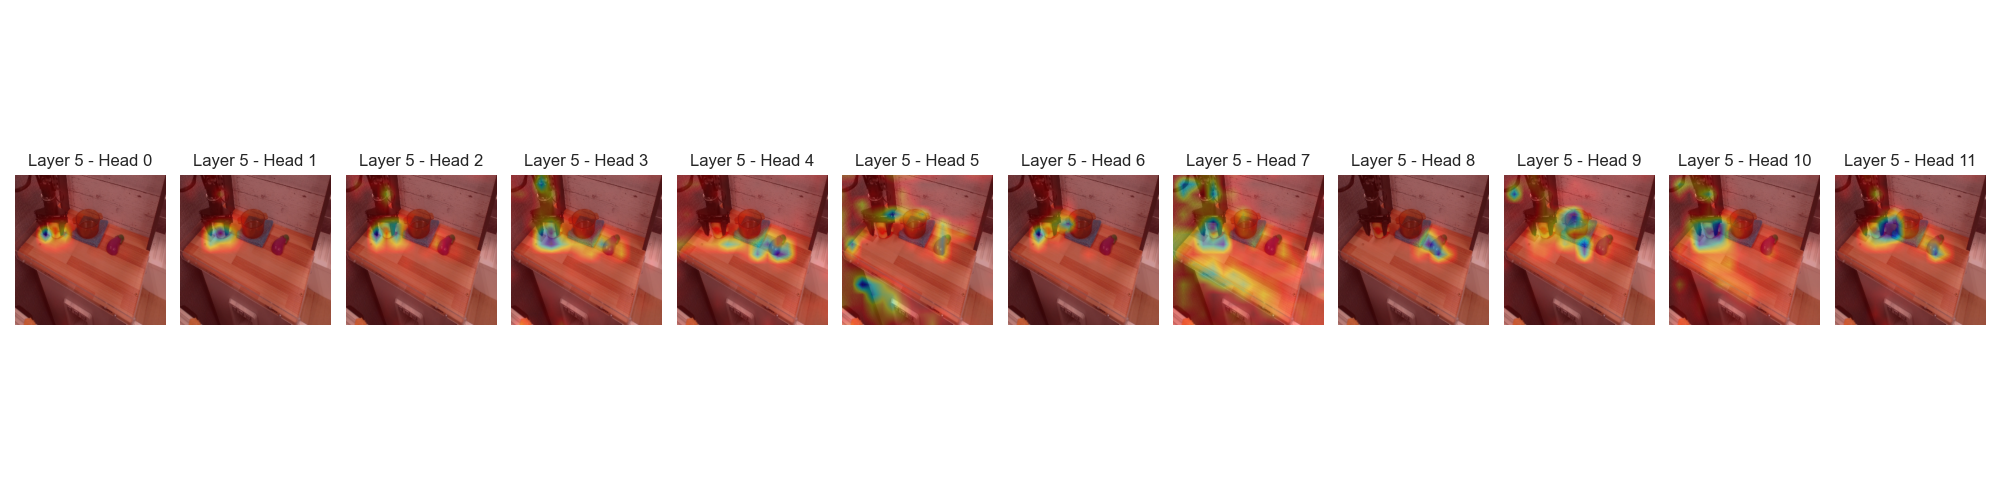 Layer 5 - Head 0
Layer 5 - Head 1
Layer 5 - Head 2
Layer 5 - Head 3
Layer 5 - Head 4
Layer 5 - Head 5
Layer 5 - Head 6
Layer 5 - Head 7
Layer 5 - Head 8
Layer 5 - Head 9
Layer 5 - Head 10
Layer 5 - Head 11